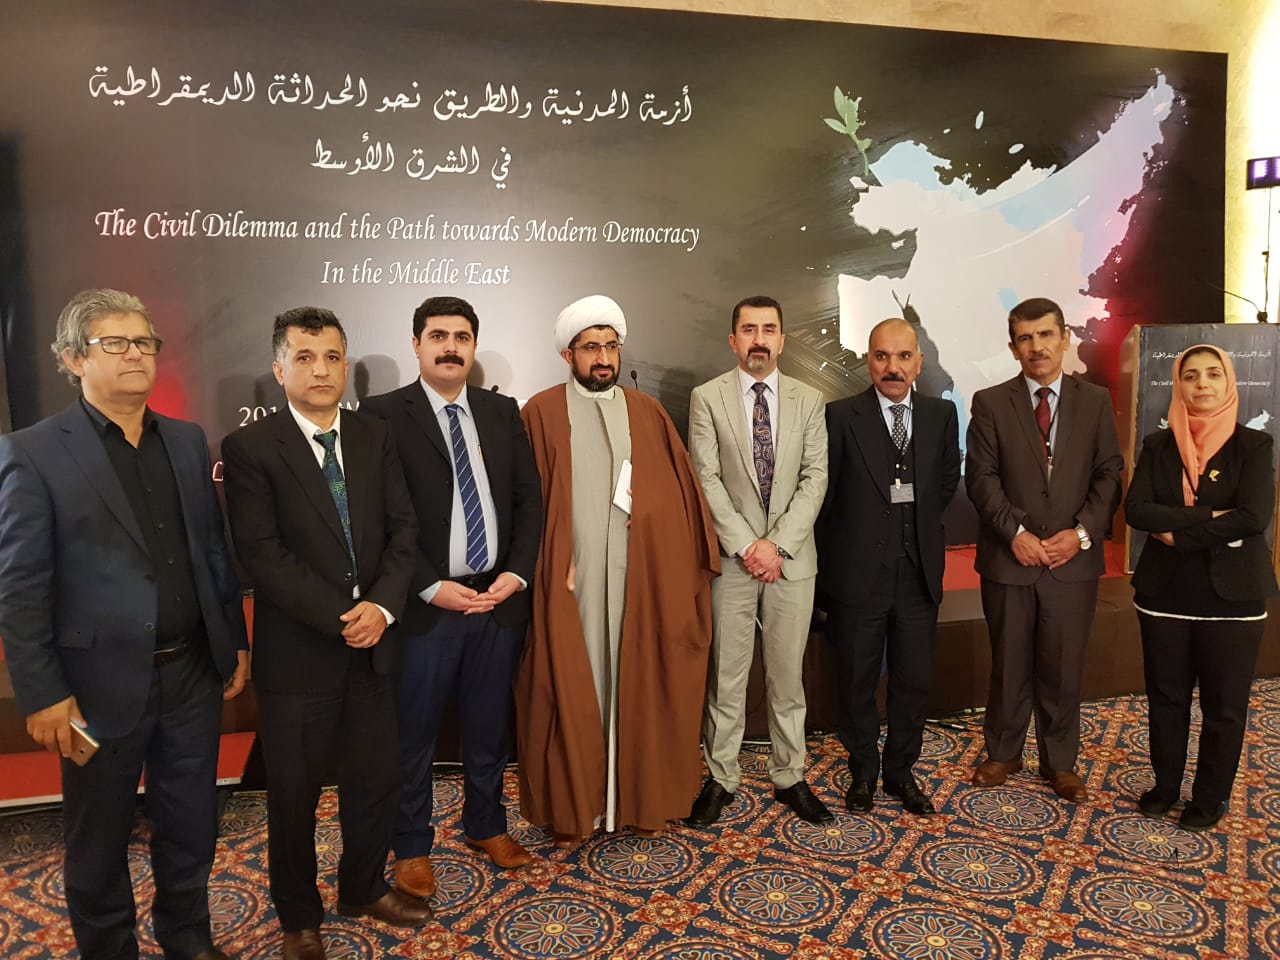 أزمة المدنية والطريق نحو الحداثة الديمقراطية
في الشرق الأوسط
The Civil Dilemma and the Path towards Modern Democracy
In the Middle East